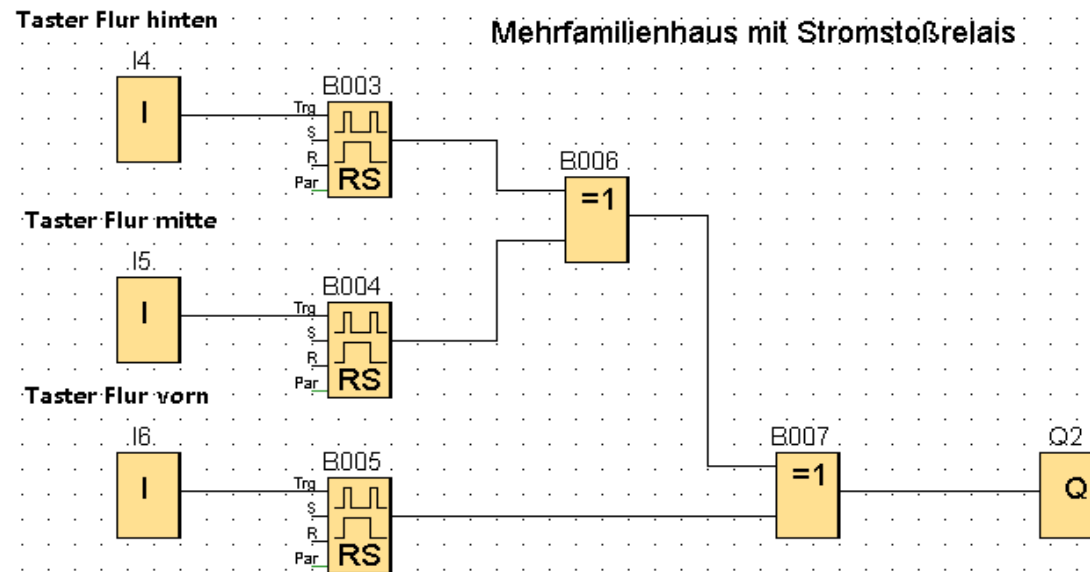 Taster Flur hinten
Mehrfamilienhaus mit Stromstoßrelais
I4
I
B003
Trg
S
R
Par
RS
B006
=1
Taster Flur mitte
I5
I
B004
Trg
S
R
Par
RS
Taster Flur vorn
I6
I
B005
Trg
S
R
Par
RS
B007
=1
Q2
Q